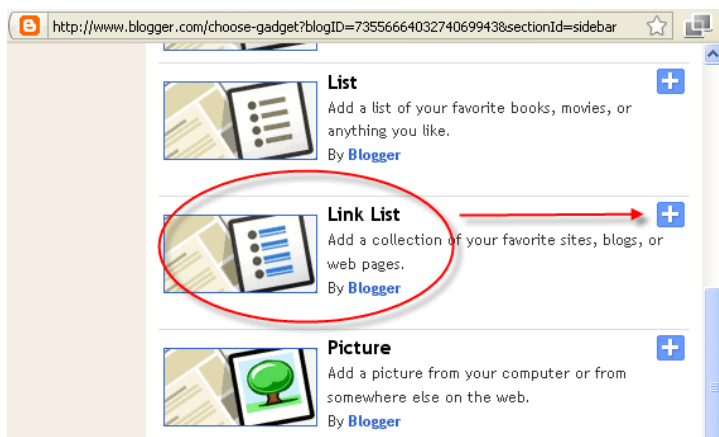 http://www.blogger.com/choose-gadget?blogID=7355666403274069943&sectionId=sidebar
List
Add a list of your favorite books, movies, or
anything you like.
By Blogger
Link List
Add a collection of your favorite sites, blogs, or
web pages.
By Blogger
Picture
Add a picture from your computer or from
somewhere else on the web.
By Blogger